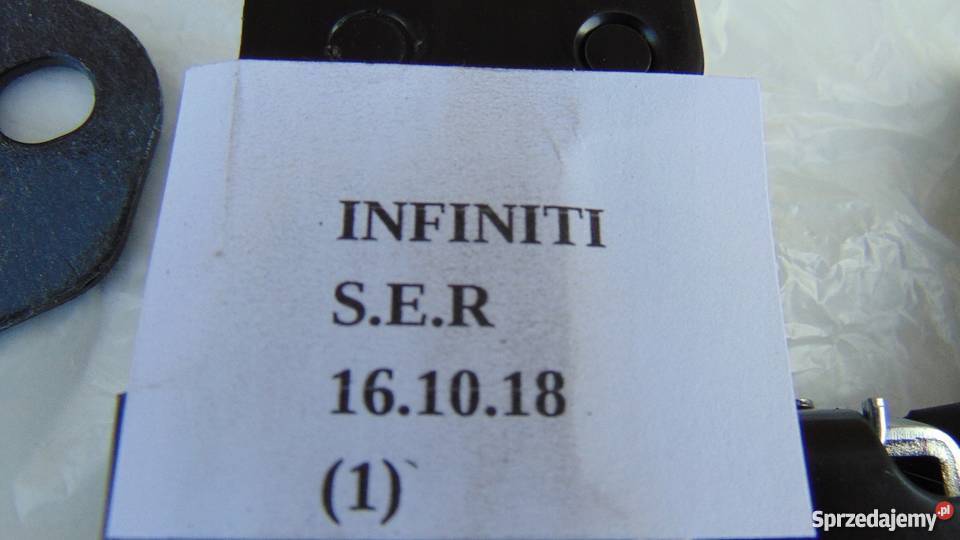 INFINITI
S.E.R
16.10.18
(1)
Sprzedajemy.pl